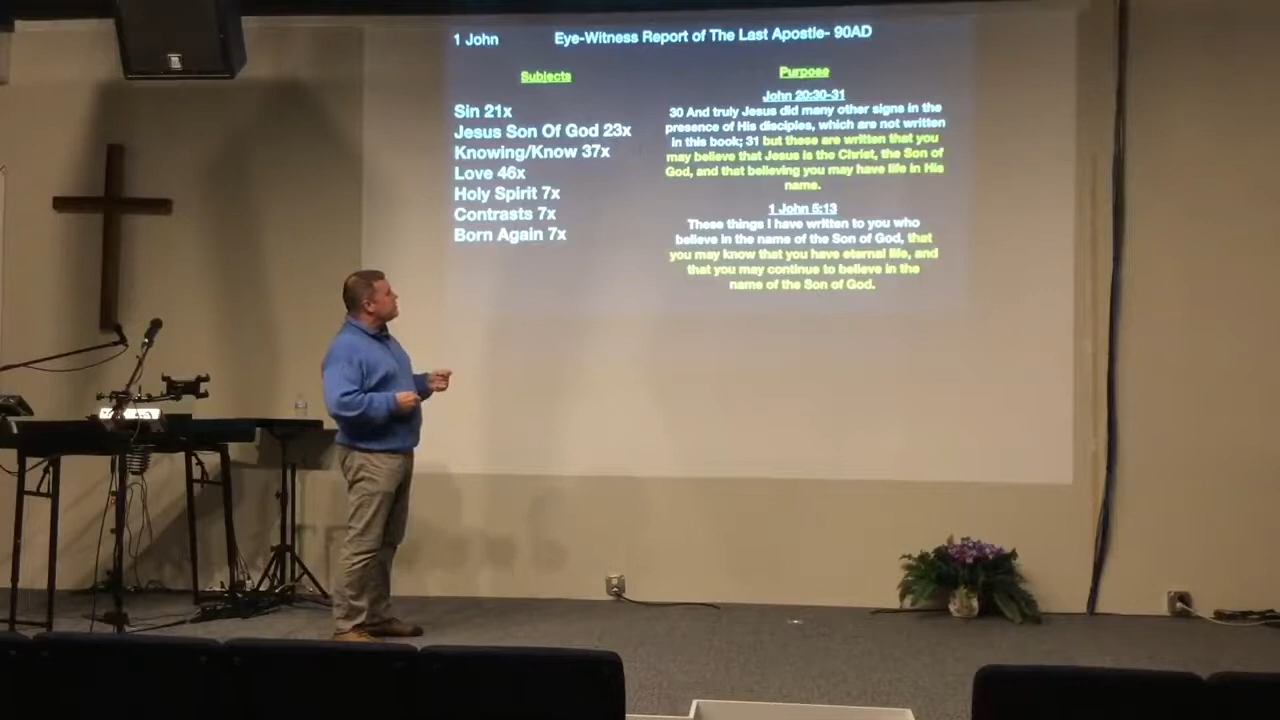 1 John
Eye-Witness Report of The Last Apostle- 90AD
Subjects
Sin 21x
Jesus Son Of God 23x
Knowing/Know 37x
Love 46x
Holy Spirit 7x
Contrasts 7x
Born Again 7x
Purpose
John 20:30-31
30 And truly Jesus did many other signs in the
presence of His disciples, which are not written
in this book; 31 but these are written that you
may believe that Jesus is the Christ, the Son of
God, and that believing you may have life in His
name.
1 John 5:13
These things I have written to you who
believe in the name of the Son of God, that
you may know that you have eternal life, and
that you may continue to believe in the
name of the Son of God.